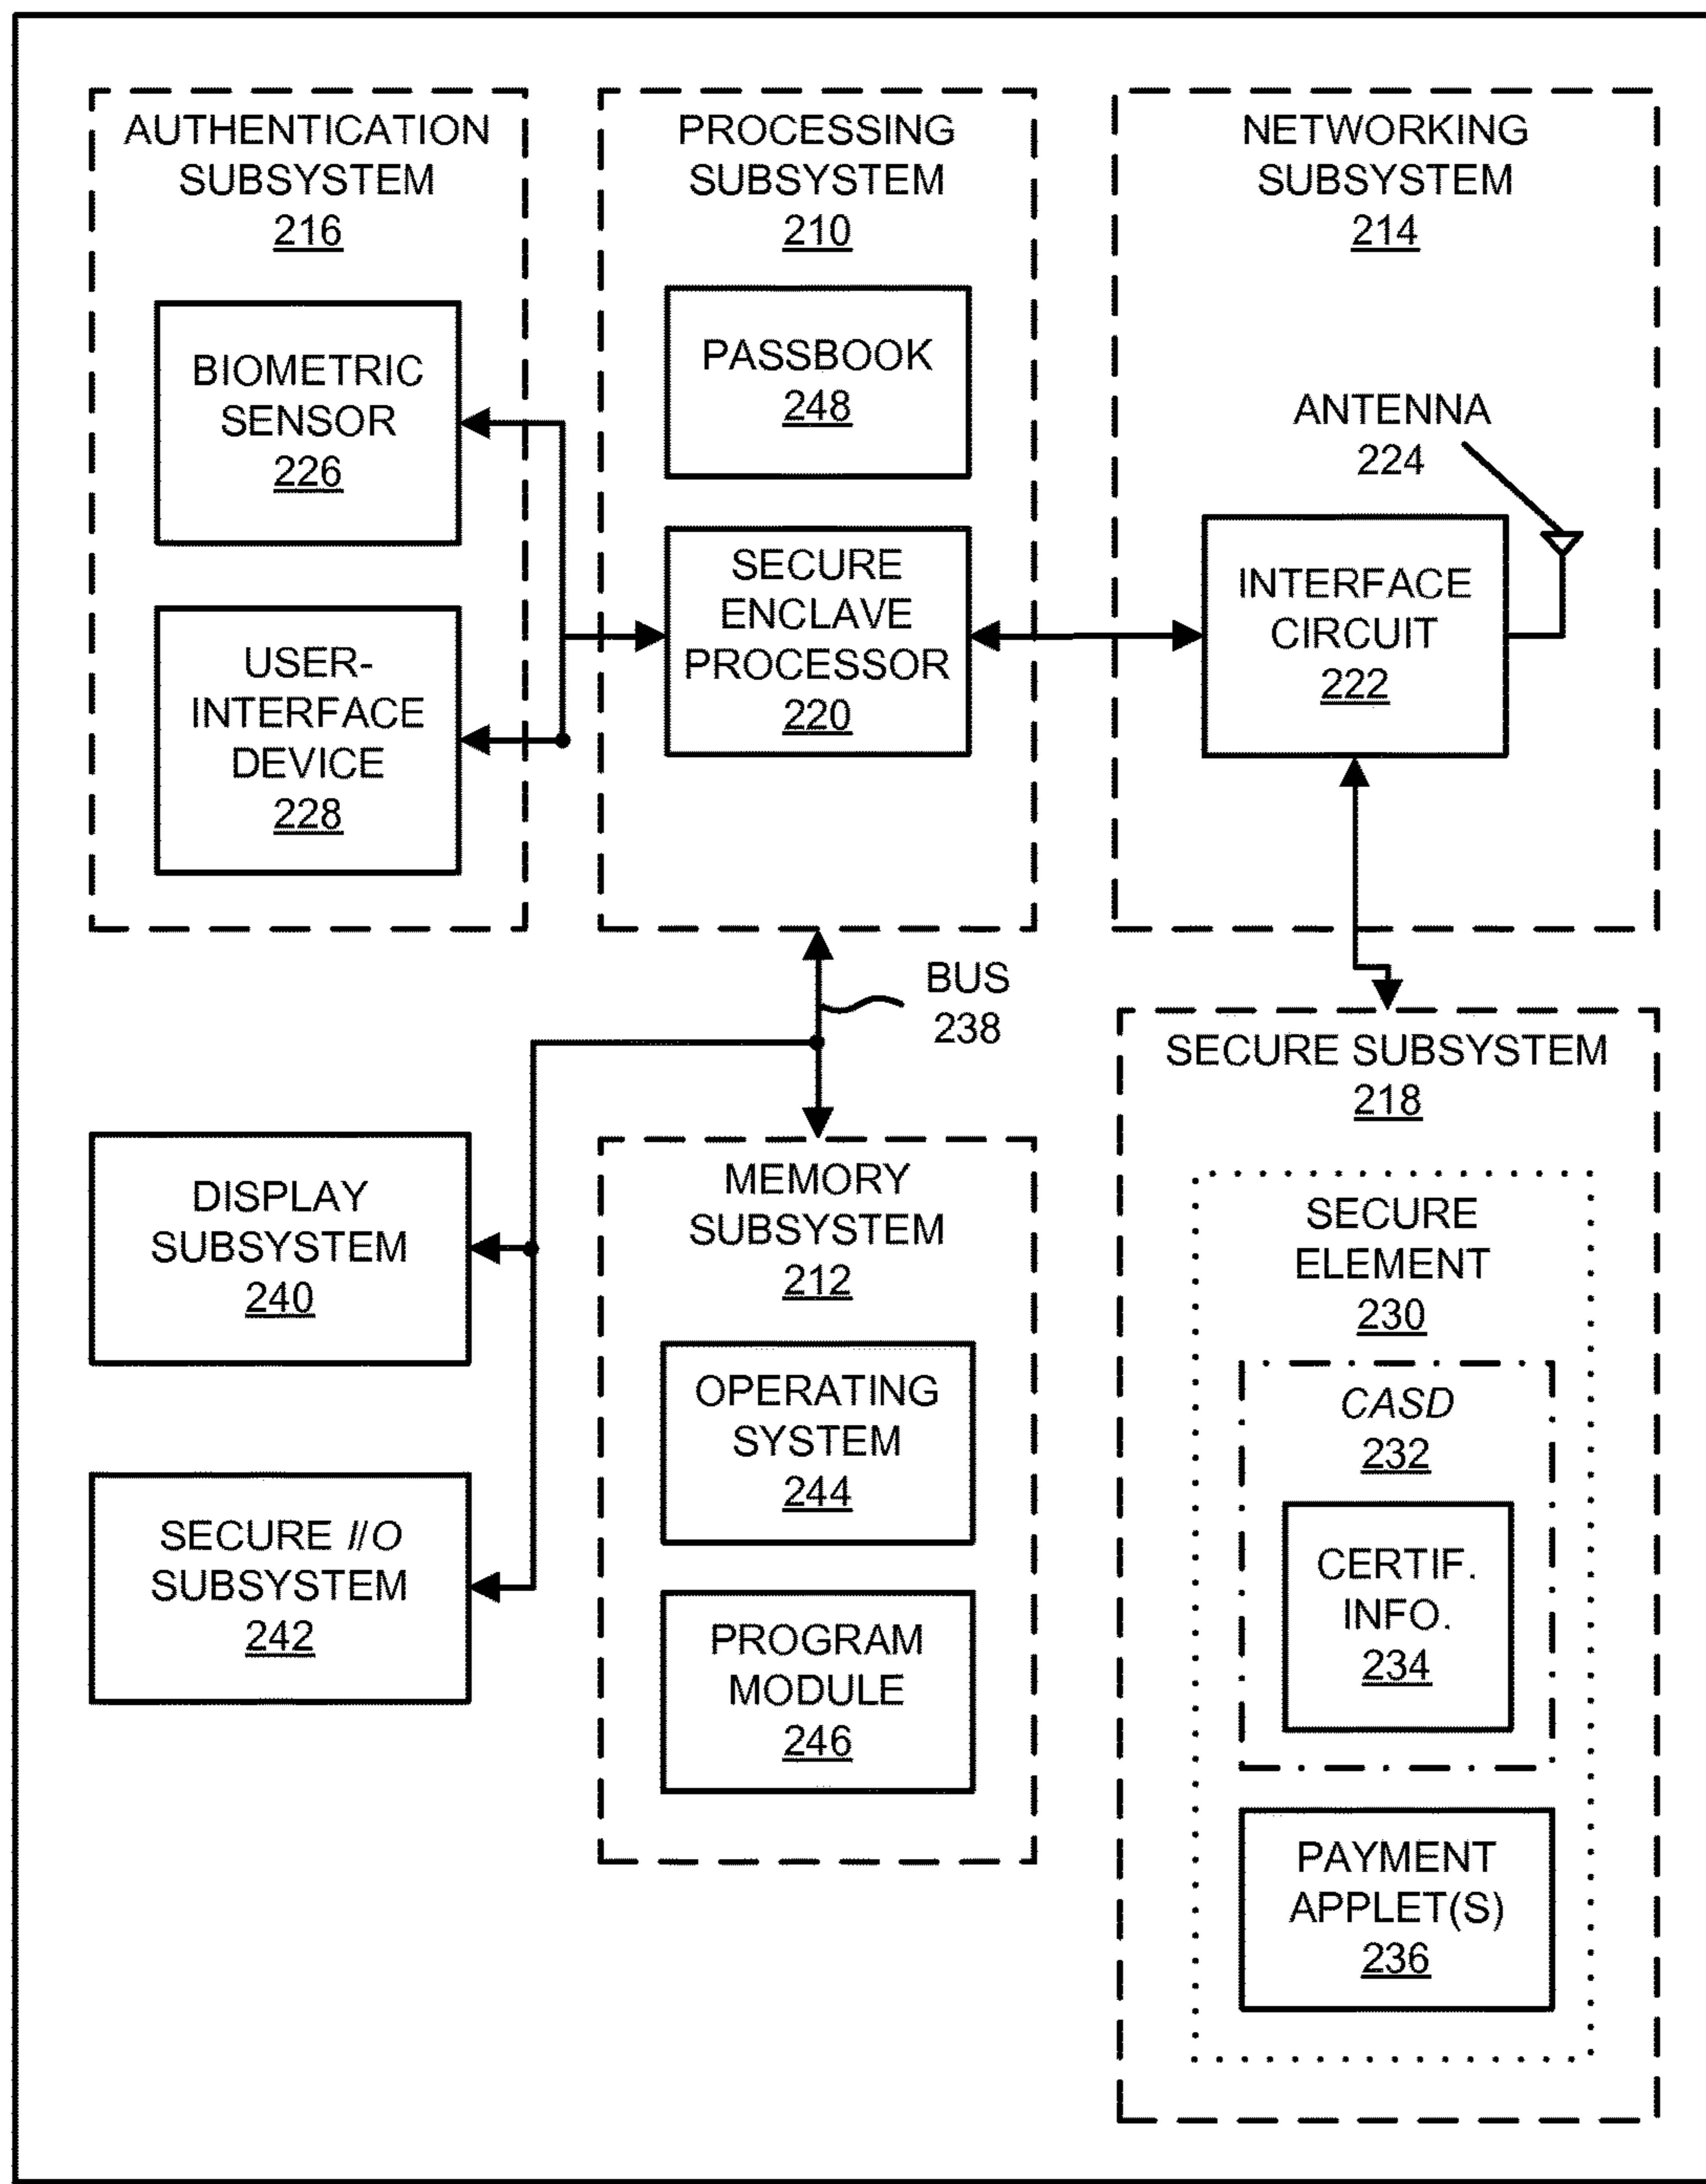 AUTHENTICATION
SUBSYSTEM
216
BIOMETRIC
SENSOR
226
USER-
INTERFACE
DEVICE
228
PROCESSING
SUBSYSTEM
210
PASSBOOK
248
SECURE
ENCLAVE
PROCESSOR
220
NETWORKING
SUBSYSTEM
214
ANTENNA
224
INTERFACE
CIRCUIT
222
BUS
238
DISPLAY
SUBSYSTEM
240
SECURE I/O
SUBSYSTEM
242
MEMORY
SUBSYSTEM
212
OPERATING
SYSTEM
244
PROGRAM
MODULE
246
SECURE SUBSYSTEM
218
SECURE
ELEMENT
230
CASD
232
CERTIF.
INFO.
234
PAYMENT
APPLET(S)
236